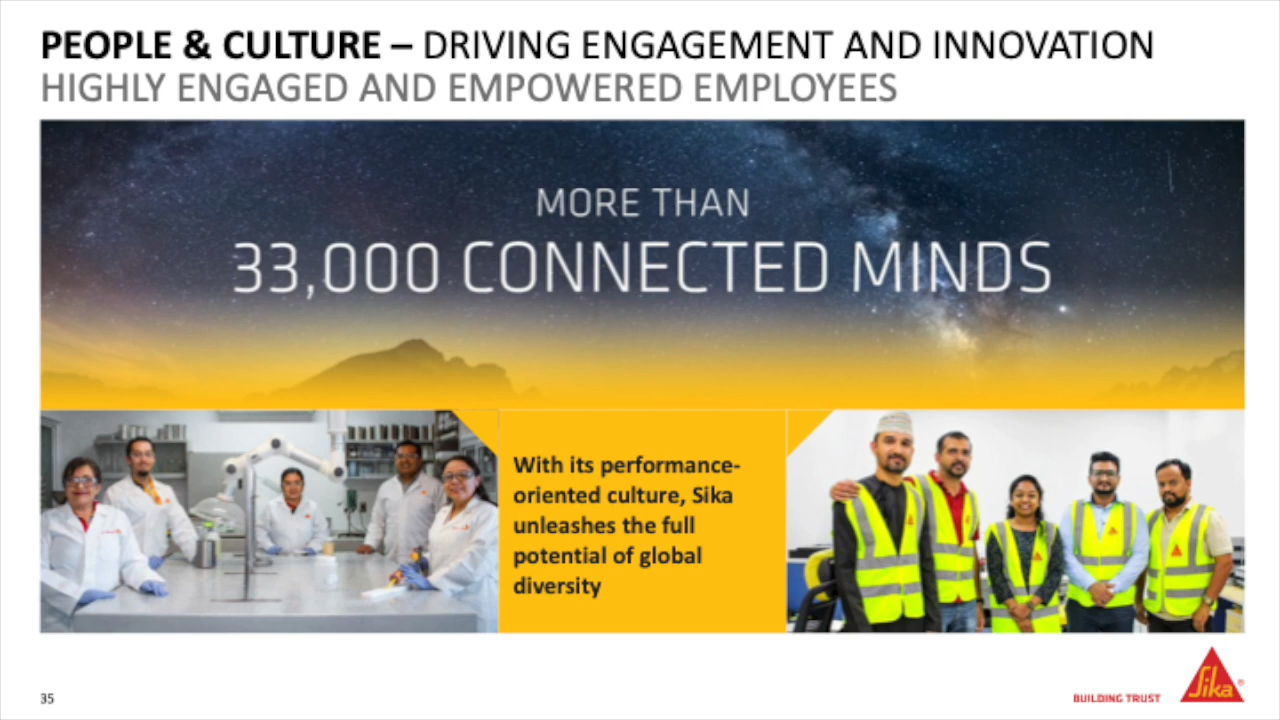 PEOPLE & CULTURE – DRIVING ENGAGEMENT AND INNOVATION
HIGHLY ENGAGED AND EMPOWERED EMPLOYEES
MORE THAN
33,000 CONNECTED MINDS
With its performance-
oriented culture, Sika
unleashes the full
potential of global
diversity
35
BUILDING TRUST
Sika®